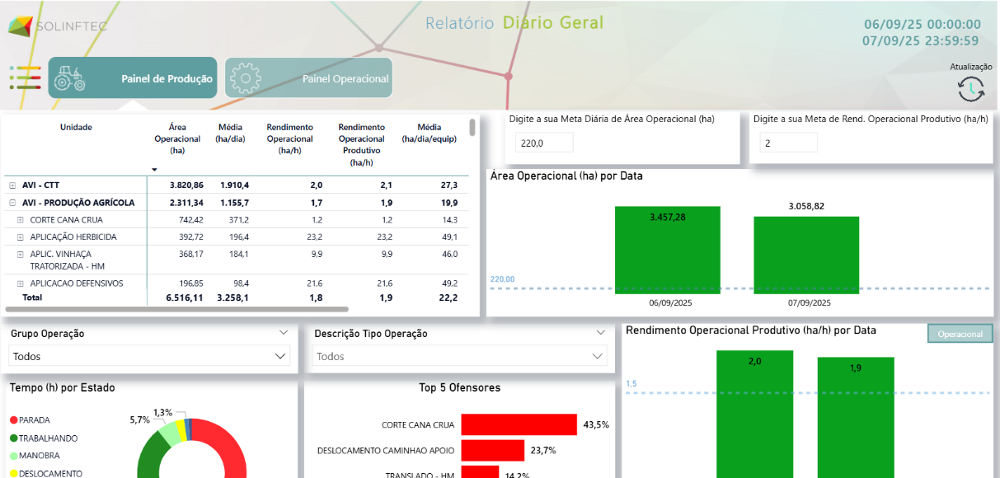 SOLINFTEC
Relatório Diário Geral
06/09/25 00:00:00
07/09/25 23:59:59
Atualização
Painel de Produção
Painel Operacional
Unidade
Área Operacional (ha)
Média (ha/dia)
Rendimento Operacional (ha/h)
Rendimento Operacional Produtivo (ha/h)
Média (ha/dia/equip)
AVI - CTT 3.820,86 1.910,4 2,0 2,1 27,3
AVI - PRODUÇÃO AGRÍCOLA 2.311,34 1.155,7 1,7 1,9 19,9
CORTE CANA CRUA 742,42 371,2 1,2 1,2 14,3
APLICAÇÃO HERBICIDA 392,72 196,4 23,2 23,2 49,1
APLIC. VINHAÇA 368,17 184,1 9,9 9,9 46,0
TRATORIZADA - HM
APLICACAO DEFENSIVOS 196,85 98,4 21,6 21,6 49,2
Total 6.516,11 3.258,1 1,8 1,9 22,2
Digite a sua Meta Diária de Área Operacional (ha)
220,0
Digite a sua Meta de Rend. Operacional Produtivo (ha/h)
2
Área Operacional (ha) por Data
3.457,28
3.058,82
220,00
06/09/2025
07/09/2025
Grupo Operação
Todos
Descrição Tipo Operação
Todos
Rendimento Operacional Produtivo (ha/h) por Data
Operacional
2,0
1,9
1,5
Tempo (h) por Estado
PARADA
TRABALHANDO
MANOBRA
DESLOCAMENTO
5,7%
1,3%
Top 5 Ofensores
CORTE CANA CRUA 43,5%
DESLOCAMENTO CAMINHAO APOIO 23,7%
TRANSLADO - HM 14,2%